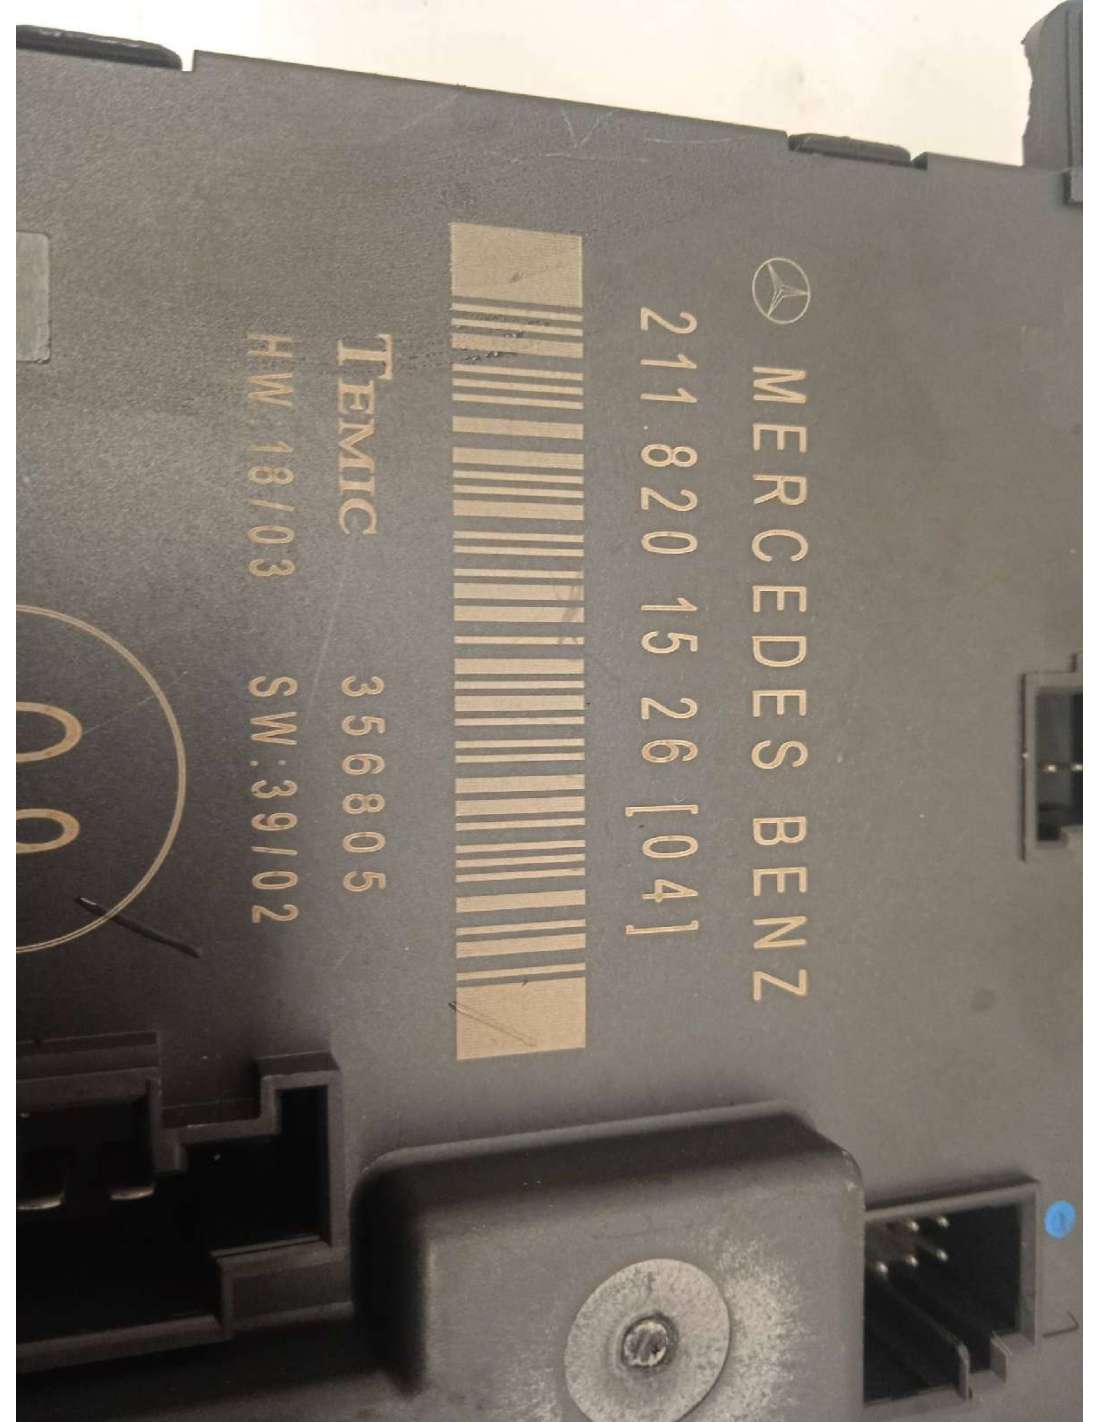 MERCEDES BENZ
211 820 15 26 [04]
TEMIC 356805
HW:18/03 SW:39/02